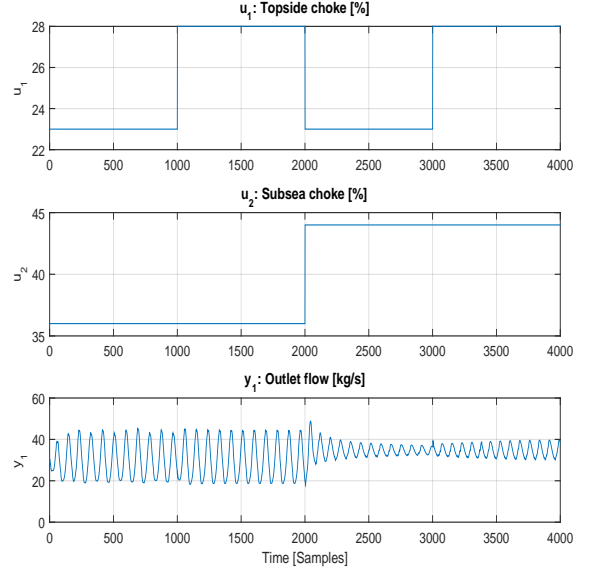 u1: Topside choke [%]
28
26
24
22
u1
0 500 1000 1500 2000 2500 3000 3500 4000
u2: Subsea choke [%]
45
40
35
u2
0 500 1000 1500 2000 2500 3000 3500 4000
y1: Outlet flow [kg/s]
60
40
20
0
y1
0 500 1000 1500 2000 2500 3000 3500 4000
Time [Samples]